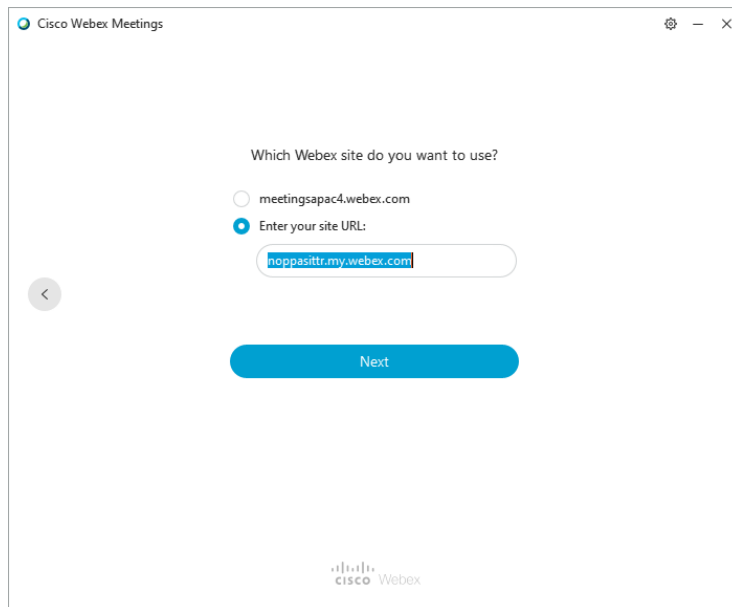 Cisco Webex Meetings
Which Webex site do you want to use?
meetingsapac4.webex.com
Enter your site URL:
noppasittr.my.webex.com
Next
CISCO Webex